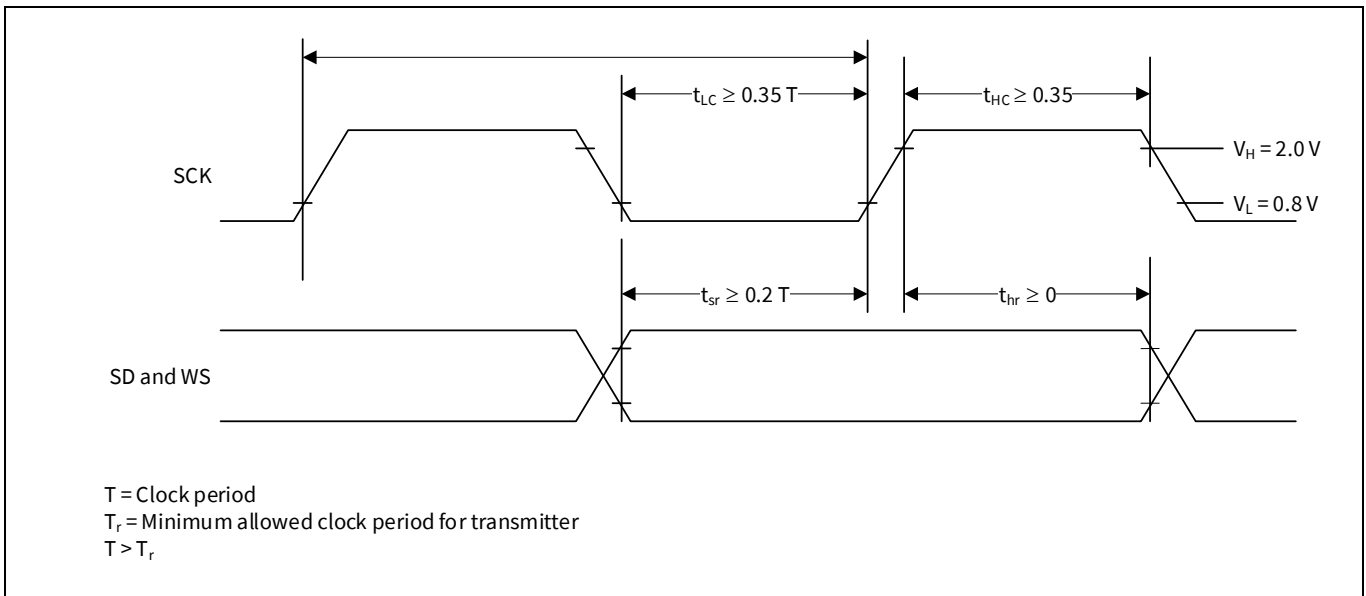 t_LC ≥ 0.35 T
t_HC ≥ 0.35
V_H = 2.0 V
SCK
V_L = 0.8 V
t_sr ≥ 0.2 T
t_hr ≥ 0
SD and WS
T = Clock period
T_r = Minimum allowed clock period for transmitter
T > T_r